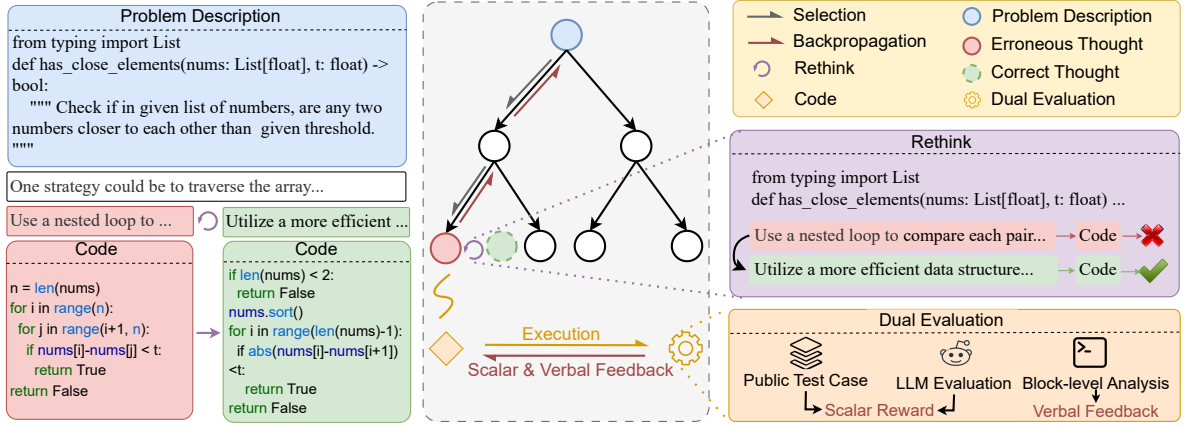 Problem Description
from typing import List
def has_close_elements(nums: List[float], t: float) ->
bool:
""" Check if in given list of numbers, are any two
numbers closer to each other than given threshold.
"""
One strategy could be to traverse the array...
Use a nested loop to ...
Utilize a more efficient ...
Code
n = len(nums)
for i in range(n):
for j in range(i+1, n):
if nums[i]-nums[j] < t:
return True
return False
Code
if len(nums) < 2:
return False
nums.sort()
for i in range(len(nums)-1):
if abs(nums[i]-nums[i+1])
<t:
return True
return False
Execution
Scalar & Verbal Feedback
Selection
Backpropagation
Rethink
Code
Problem Description
Erroneous Thought
Correct Thought
Dual Evaluation
Rethink
from typing import List
def has_close_elements(nums: List[float], t: float) ...
Use a nested loop to compare each pair...
Code
Utilize a more efficient data structure...
Code
Dual Evaluation
Public Test Case
LLM Evaluation
Block-level Analysis
Scalar Reward
Verbal Feedback